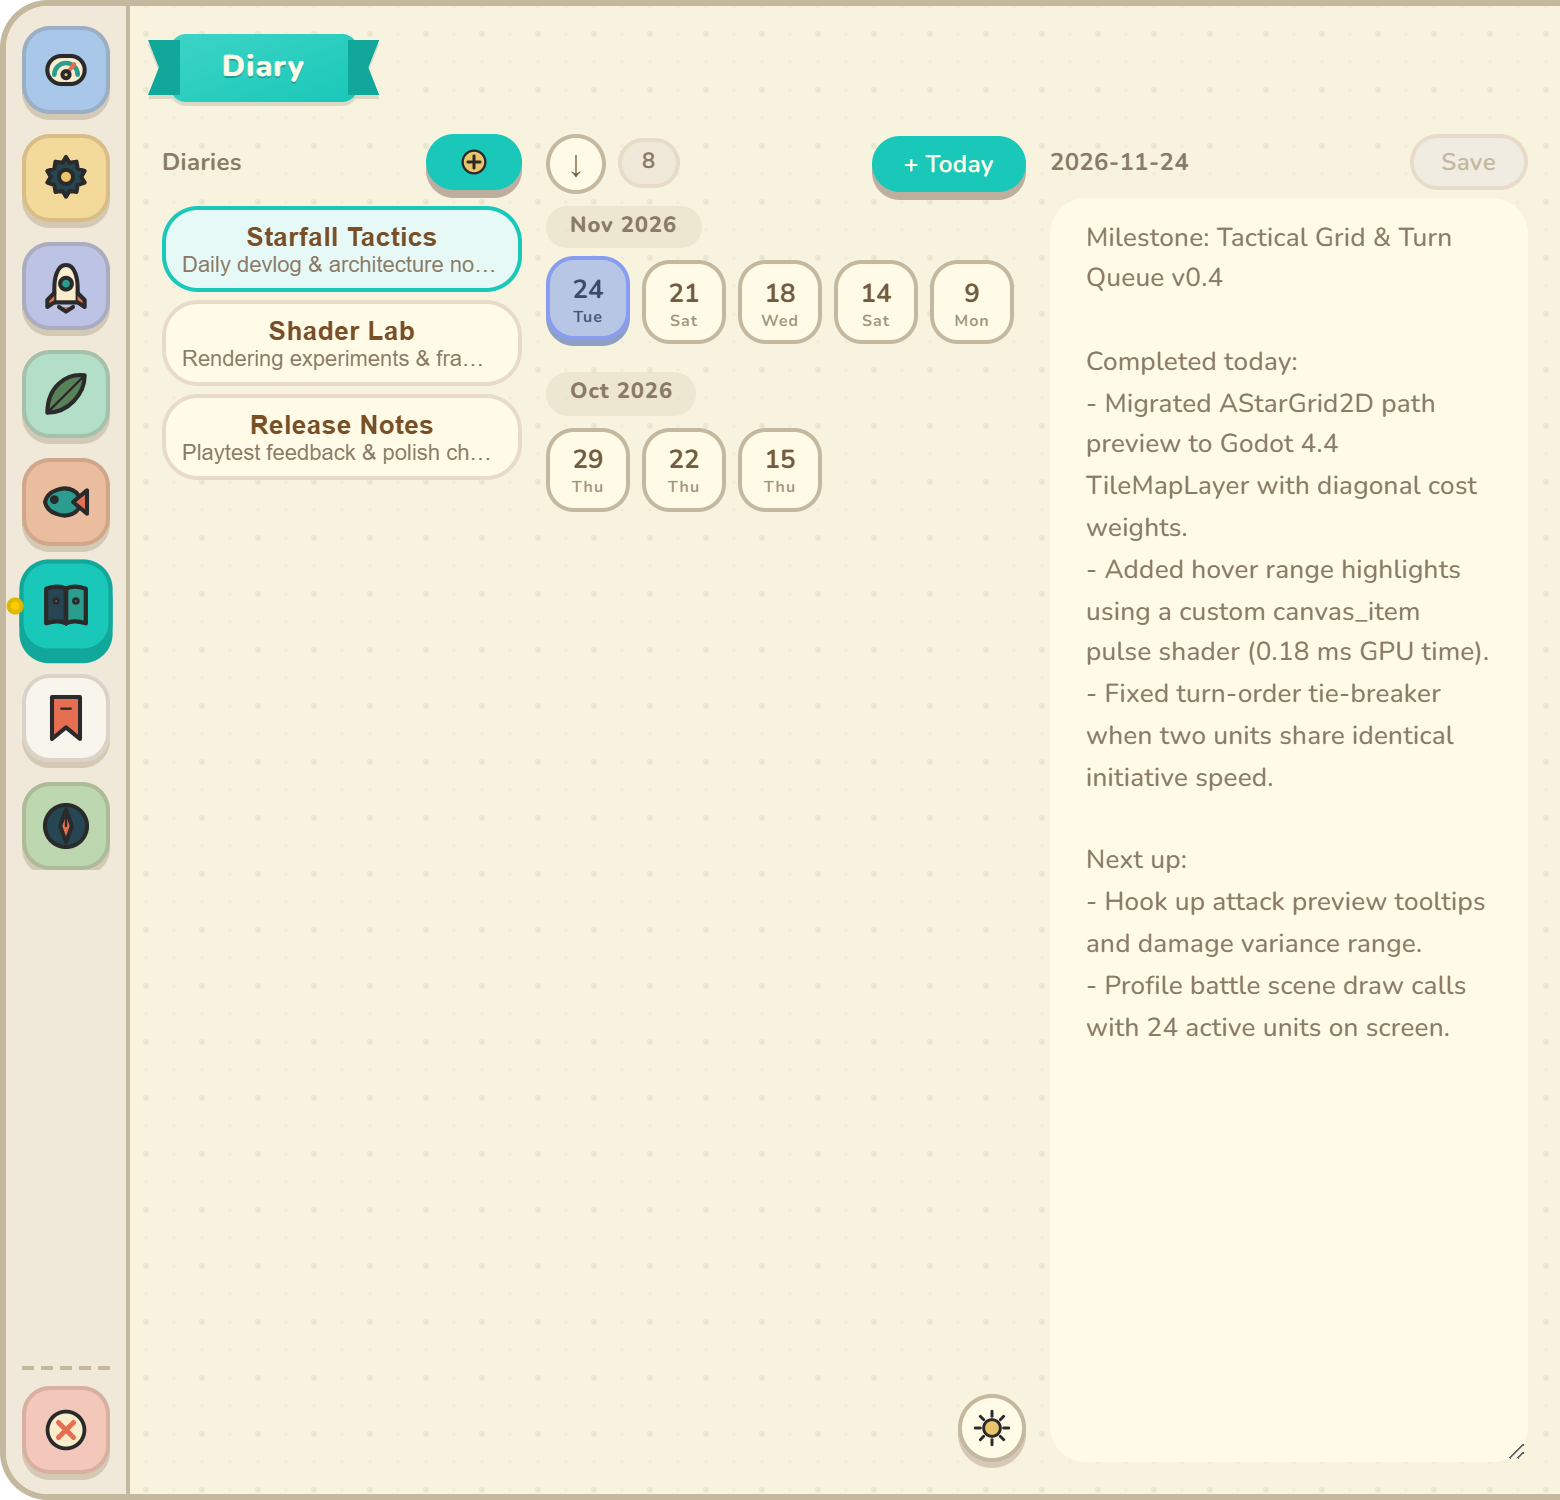 Diary
Diaries
Starfall Tactics
Daily devlog & architecture no...
Shader Lab
Rendering experiments & fra...
Release Notes
Playtest feedback & polish ch...
↓ 8 + Today
Nov 2026
24 21 18 14 9
Tue Sat Wed Sat Mon
Oct 2026
29 22 15
Thu Thu Thu
2026-11-24 Save
Milestone: Tactical Grid & Turn
Queue v0.4
Completed today:
- Migrated AStarGrid2D path
preview to Godot 4.4
TileMapLayer with diagonal cost
weights.
- Added hover range highlights
using a custom canvas_item
pulse shader (0.18 ms GPU time).
- Fixed turn-order tie-breaker
when two units share identical
initiative speed.
Next up:
- Hook up attack preview tooltips
and damage variance range.
- Profile battle scene draw calls
with 24 active units on screen.